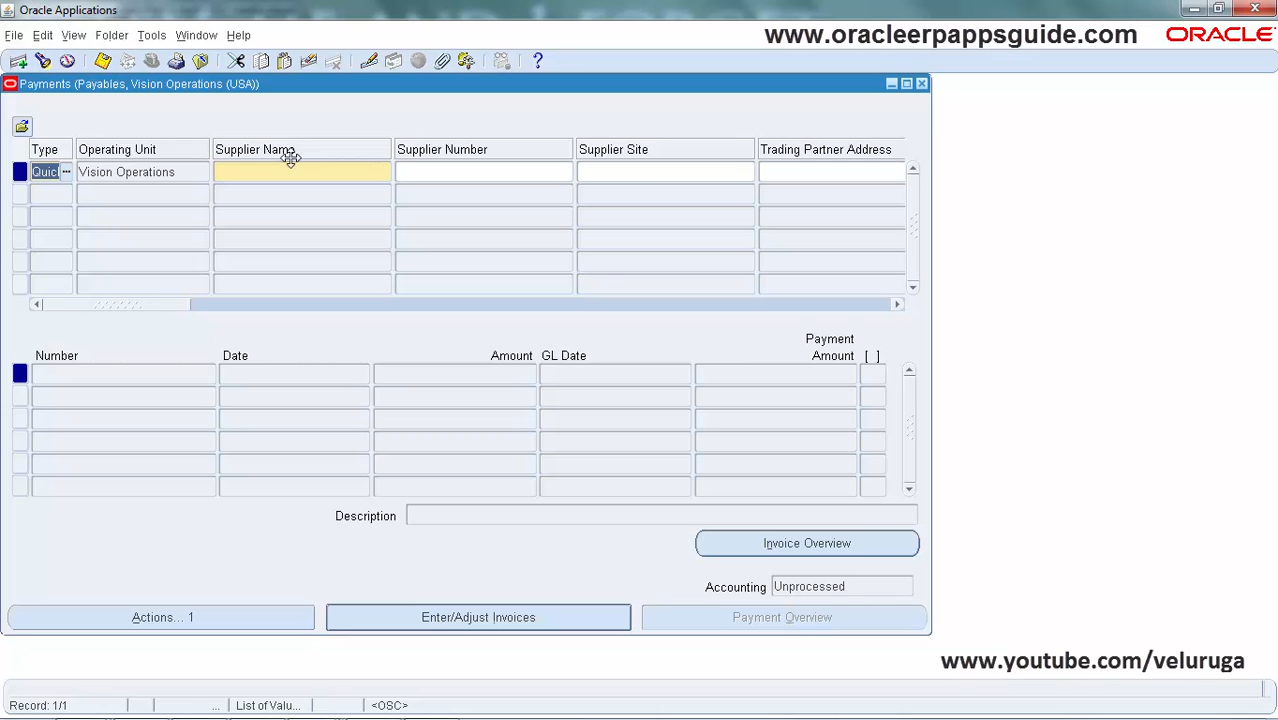 Oracle Applications
File Edit View Folder Tools Window Help
www.oracleerpappsguide.com ORACLE
Payments (Payables, Vision Operations (USA))
Type Operating Unit Supplier Name Supplier Number Supplier Site Trading Partner Address
Quicl Vision Operations
Payment
Number Date Amount GL Date Amount [ ]
Description
Invoice Overview
Accounting Unprocessed
Actions... 1 Enter/Adjust Invoices Payment Overview
www.youtube.com/veluruga
Record: 1/1 ... List of Valu... <OSC>